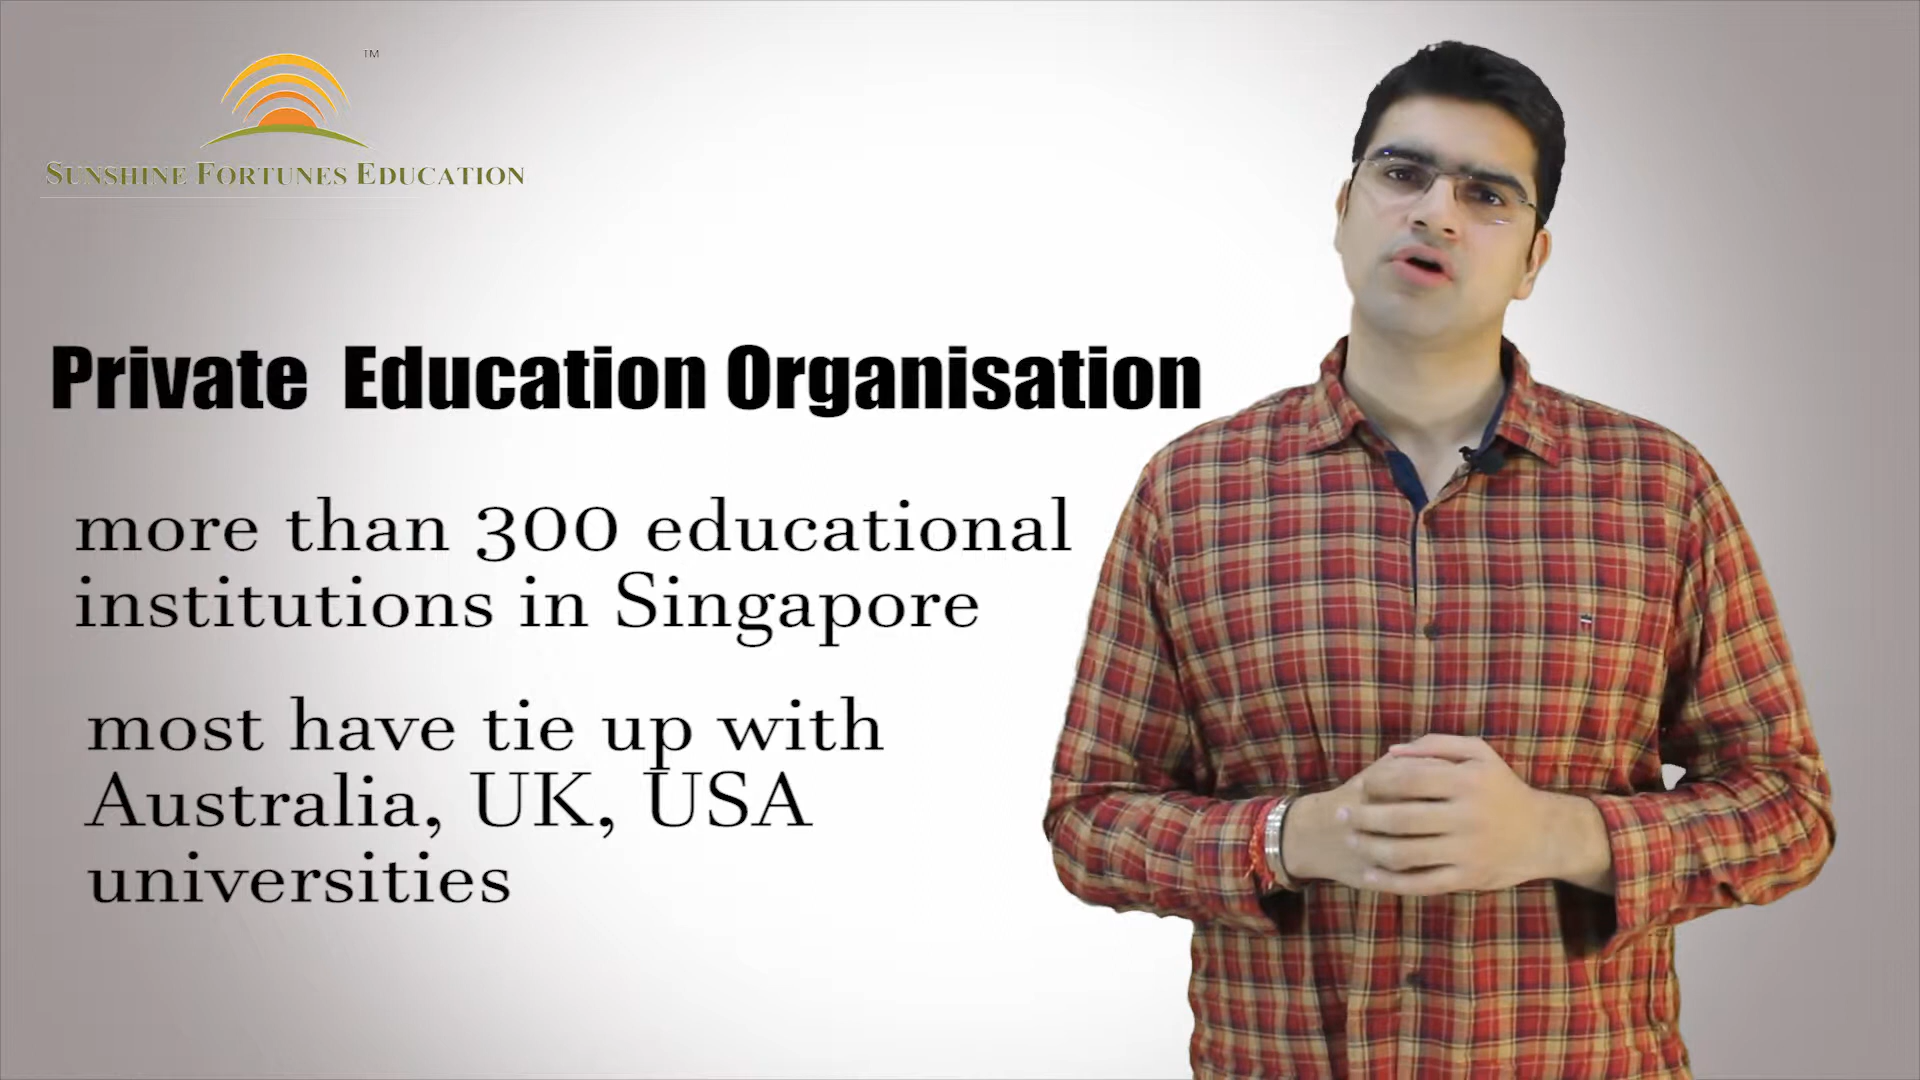 TM
SUNSHINE FORTUNES EDUCATION
Private Education Organisation
more than 300 educational
institutions in Singapore
most have tie up with
Australia, UK, USA
universities